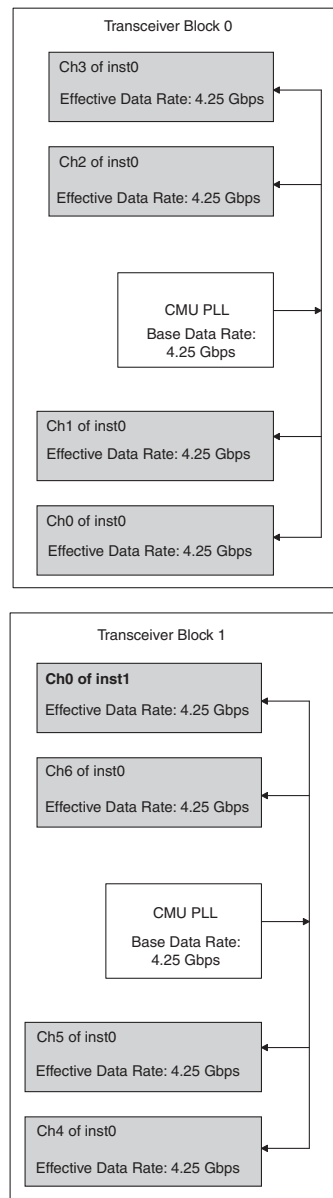 Transceiver Block 0
Ch3 of inst0
Effective Data Rate: 4.25 Gbps
Ch2 of inst0
Effective Data Rate: 4.25 Gbps
CMU PLL
Base Data Rate:
4.25 Gbps
Ch1 of inst0
Effective Data Rate: 4.25 Gbps
Ch0 of inst0
Effective Data Rate: 4.25 Gbps
Transceiver Block 1
Ch0 of inst1
Effective Data Rate: 4.25 Gbps
Ch6 of inst0
Effective Data Rate: 4.25 Gbps
CMU PLL
Base Data Rate:
4.25 Gbps
Ch5 of inst0
Effective Data Rate: 4.25 Gbps
Ch4 of inst0
Effective Data Rate: 4.25 Gbps